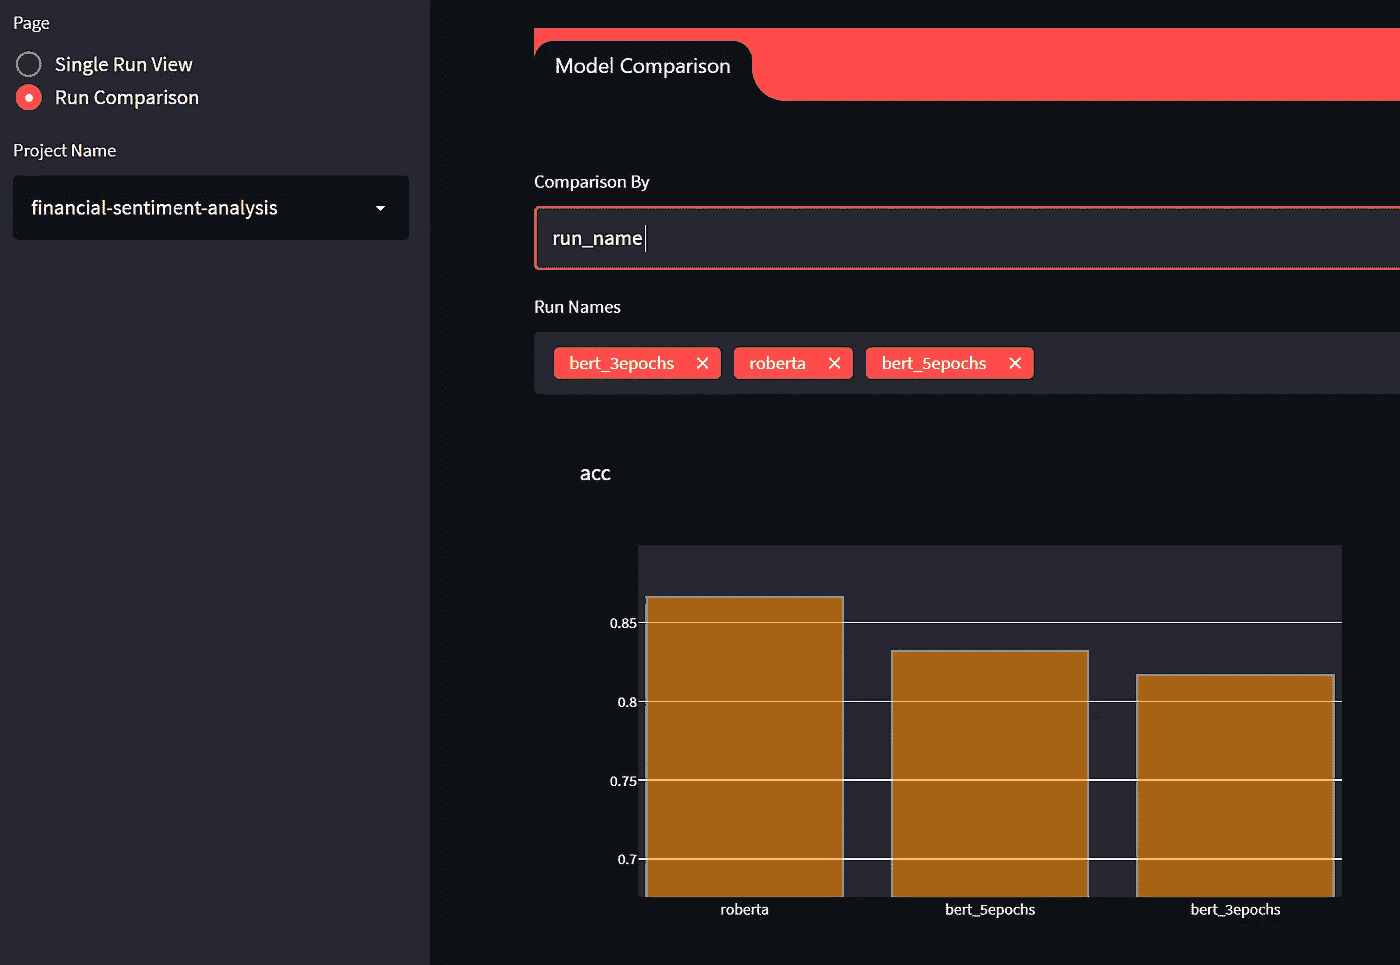 Page
Single Run View
Run Comparison
Project Name
financial-sentiment-analysis
Model Comparison
Comparison By
run_name
Run Names
bert_3epochs
roberta
bert_5epochs
acc
0.85
0.8
0.75
0.7
roberta
bert_5epochs
bert_3epochs